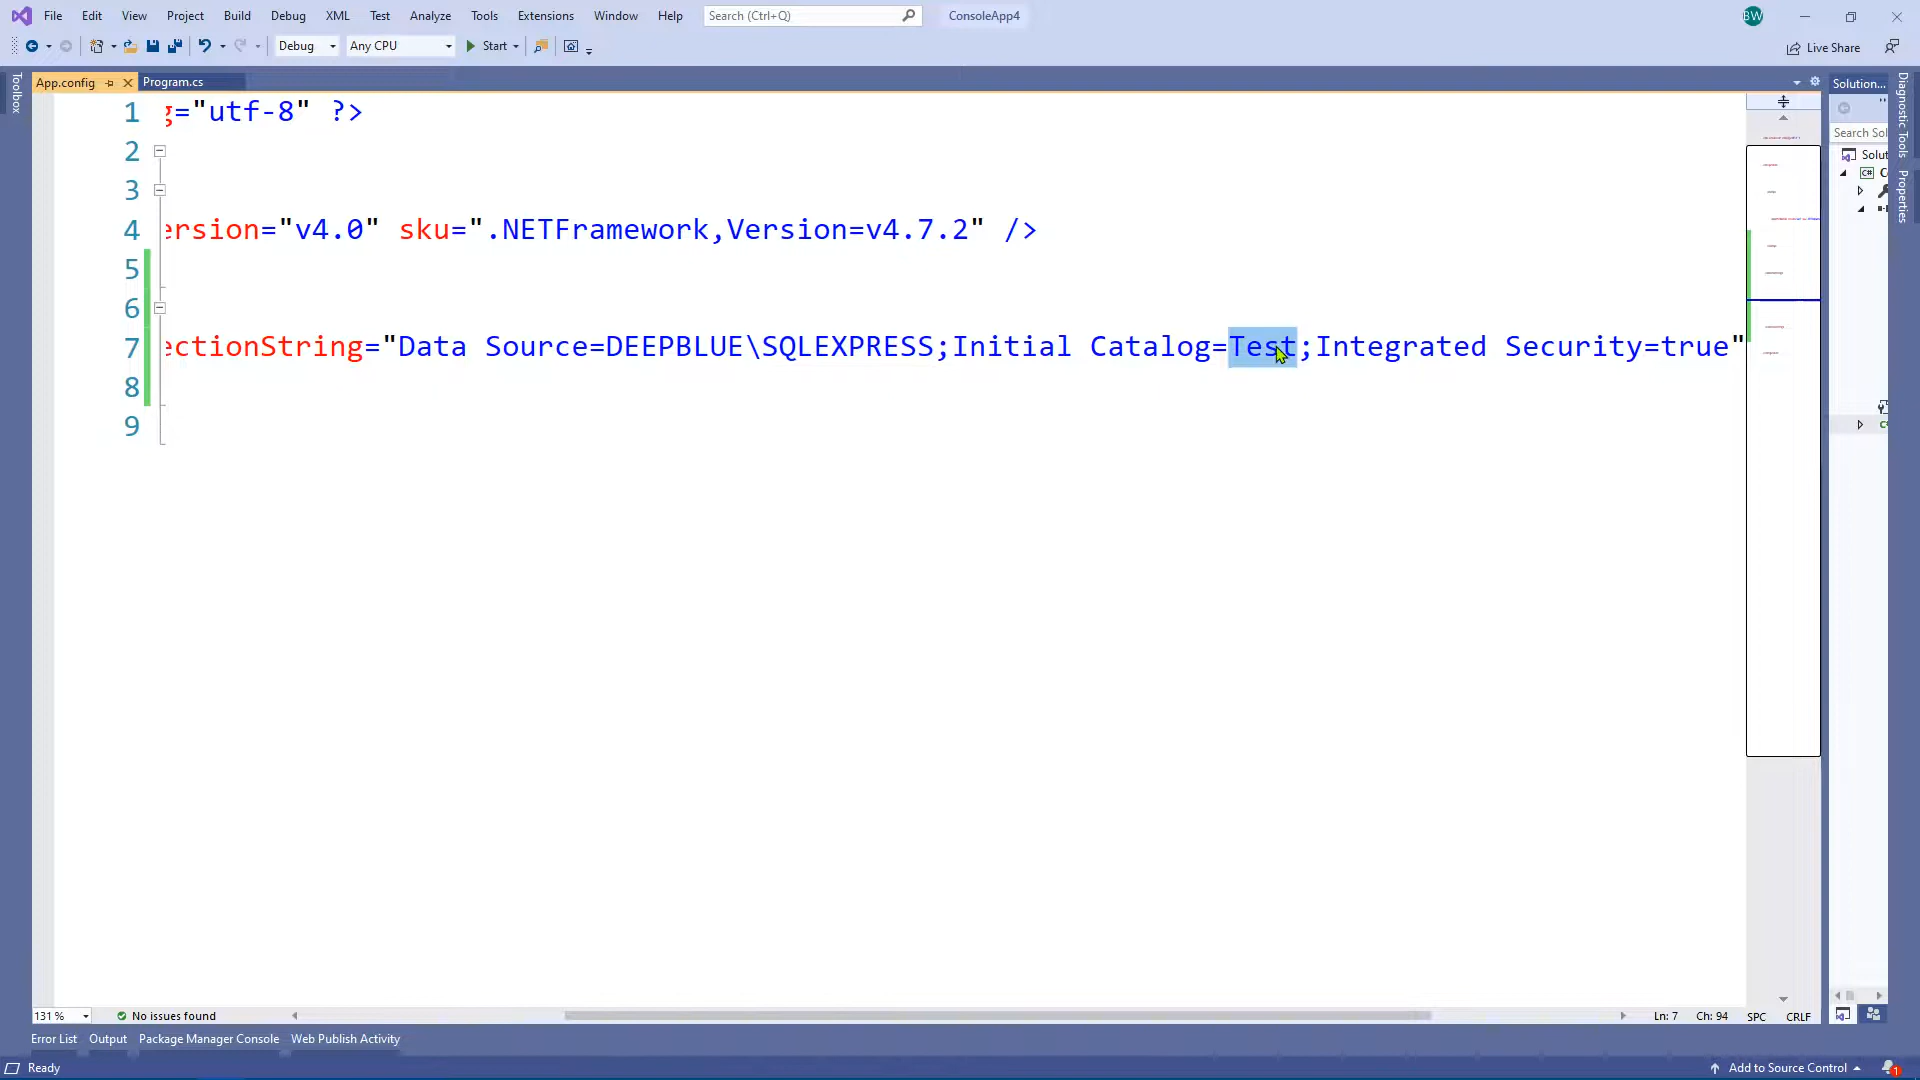 File Edit View Project Build Debug XML Test Analyze Tools Extensions Window Help Search (Ctrl+Q) ConsoleApp4 BW
Debug Any CPU Start Live Share
Toolbox
App.config Program.cs
Solution...
Search Sol
Solut
Diagnostic Tools
Properties
1 g="utf-8" ?>
2
3
4 ersion="v4.0" sku=".NETFramework,Version=v4.7.2" />
5
6
7 ectionString="Data Source=DEEPBLUE\SQLEXPRESS;Initial Catalog=Test;Integrated Security=true"
8
9
131 % No issues found Ln: 7 Ch: 94 SPC CRLF
Error List Output Package Manager Console Web Publish Activity
Ready Add to Source Control 1